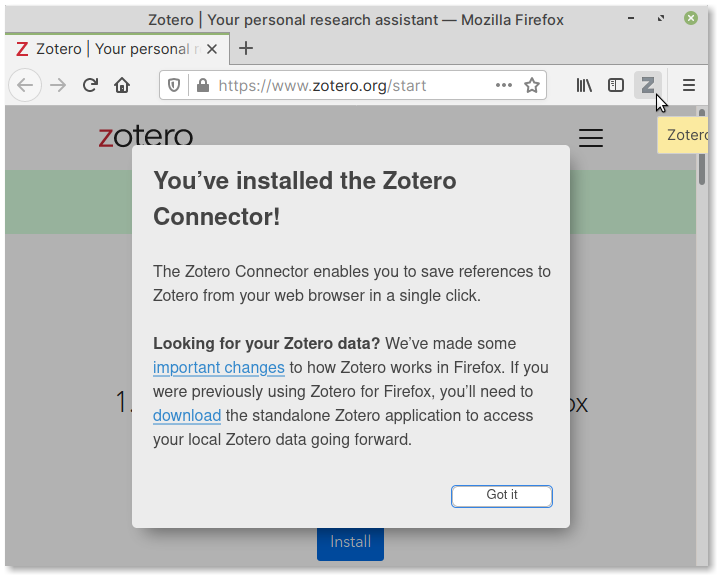 Zotero | Your personal research assistant — Mozilla Firefox
Zotero | Your personal
https://www.zotero.org/start
zotero
Zotero
You’ve installed the Zotero
Connector!
The Zotero Connector enables you to save references to
Zotero from your web browser in a single click.
Looking for your Zotero data? We’ve made some
important changes to how Zotero works in Firefox. If you
were previously using Zotero for Firefox, you’ll need to
download the standalone Zotero application to access
your local Zotero data going forward.
1.
ox
Got it
Install